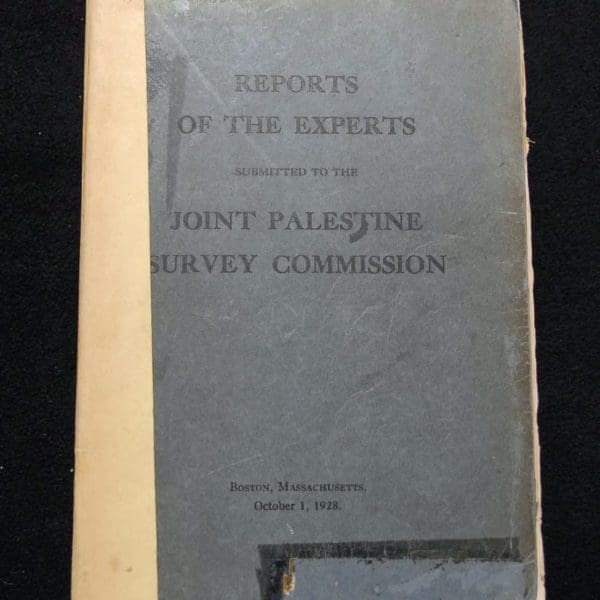 REPORTS
OF THE EXPERTS
SUBMITTED TO THE
JOINT PALESTINE
SURVEY COMMISSION
BOSTON, MASSACHUSETTS.
October 1, 1928.